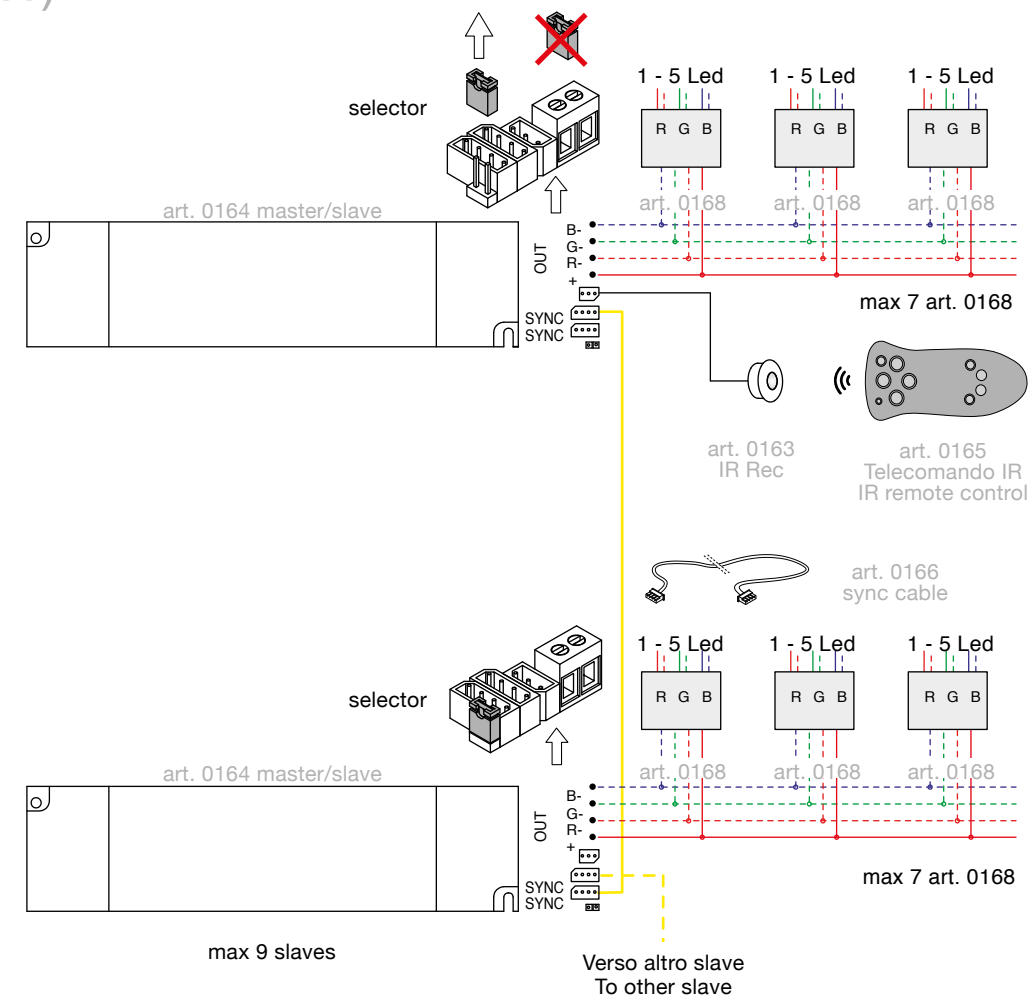 selector
1 - 5 Led
1 - 5 Led
1 - 5 Led
R G B
R G B
R G B
art. 0168
art. 0168
art. 0168
art. 0164 master/slave
OUT
B-
G-
R-
+
SYNC
SYNC
max 7 art. 0168
art. 0163
IR Rec
art. 0165
Telecomando IR
IR remote control
art. 0166
sync cable
selector
1 - 5 Led
1 - 5 Led
1 - 5 Led
R G B
R G B
R G B
art. 0168
art. 0168
art. 0168
art. 0164 master/slave
OUT
B-
G-
R-
+
SYNC
SYNC
max 7 art. 0168
max 9 slaves
Verso altro slave
To other slave